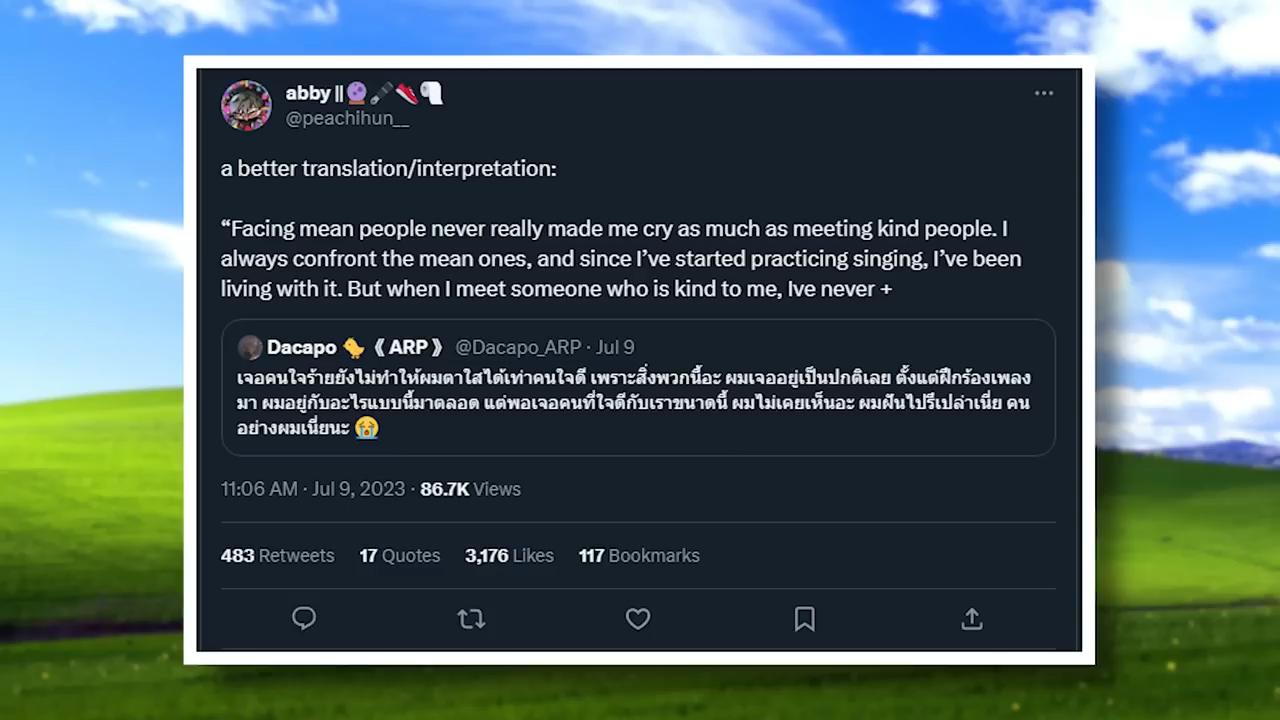 abby ||🔮🎤👟🧻
@peachihun__
a better translation/interpretation:
“Facing mean people never really made me cry as much as meeting kind people. I
always confront the mean ones, and since I’ve started practicing singing, I’ve been
living with it. But when I meet someone who is kind to me, Ive never +
Dacapo 🐤 《 ARP 》 @Dacapo_ARP · Jul 9
เจอคนใจร้ายยังไม่ทำให้ผมตาใสได้เท่าคนใจดี เพราะสิ่งพวกนี้อะ ผมเจออยู่เป็นปกติเลย ตั้งแต่ฝึกร้องเพลง
มา ผมอยู่กับอะไรแบบนี้มาตลอด แต่พอเจอคนที่ใจดีกับเราขนาดนี้ ผมไม่เคยเห็นอะ ผมฝันไปรึเปล่าเนี่ย คน
อย่างผมเนี่ยนะ 😭
11:06 AM · Jul 9, 2023 · 86.7K Views
483 Retweets 17 Quotes 3,176 Likes 117 Bookmarks